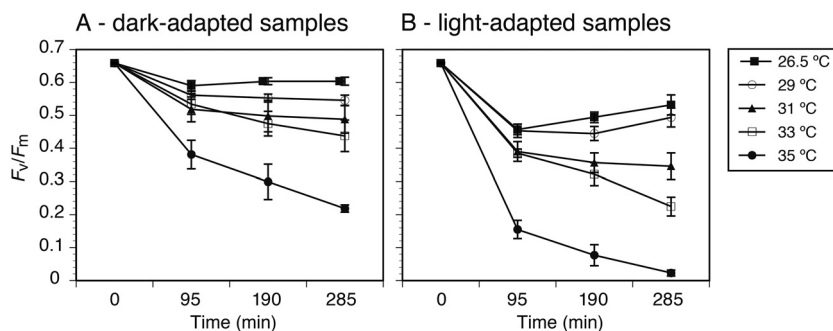 A - dark-adapted samples
B - light-adapted samples
0.7
0.6
0.5
0.4
0.3
0.2
0.1
0
Fv/Fm
0 95 190 285
Time (min)
0 95 190 285
Time (min)
26.5 ºC
29 ºC
31 ºC
33 ºC
35 ºC